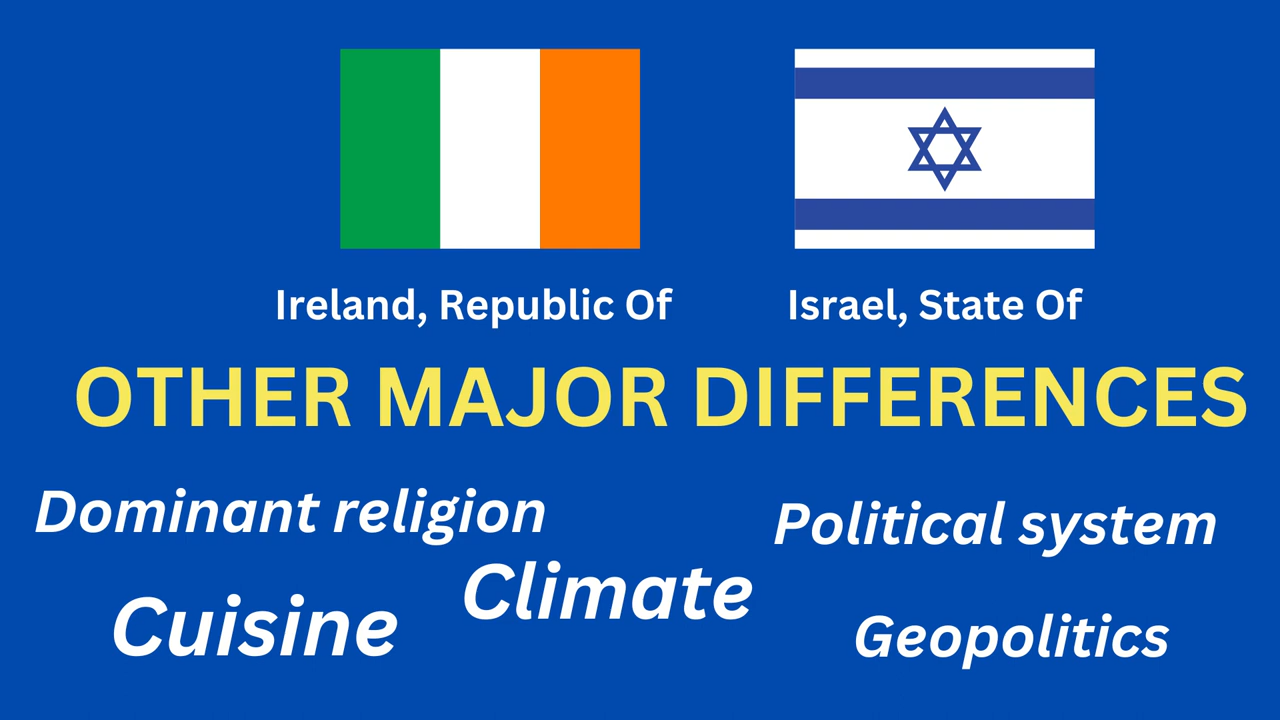 Ireland, Republic Of
Israel, State Of
OTHER MAJOR DIFFERENCES
Dominant religion
Political system
Climate
Cuisine
Geopolitics